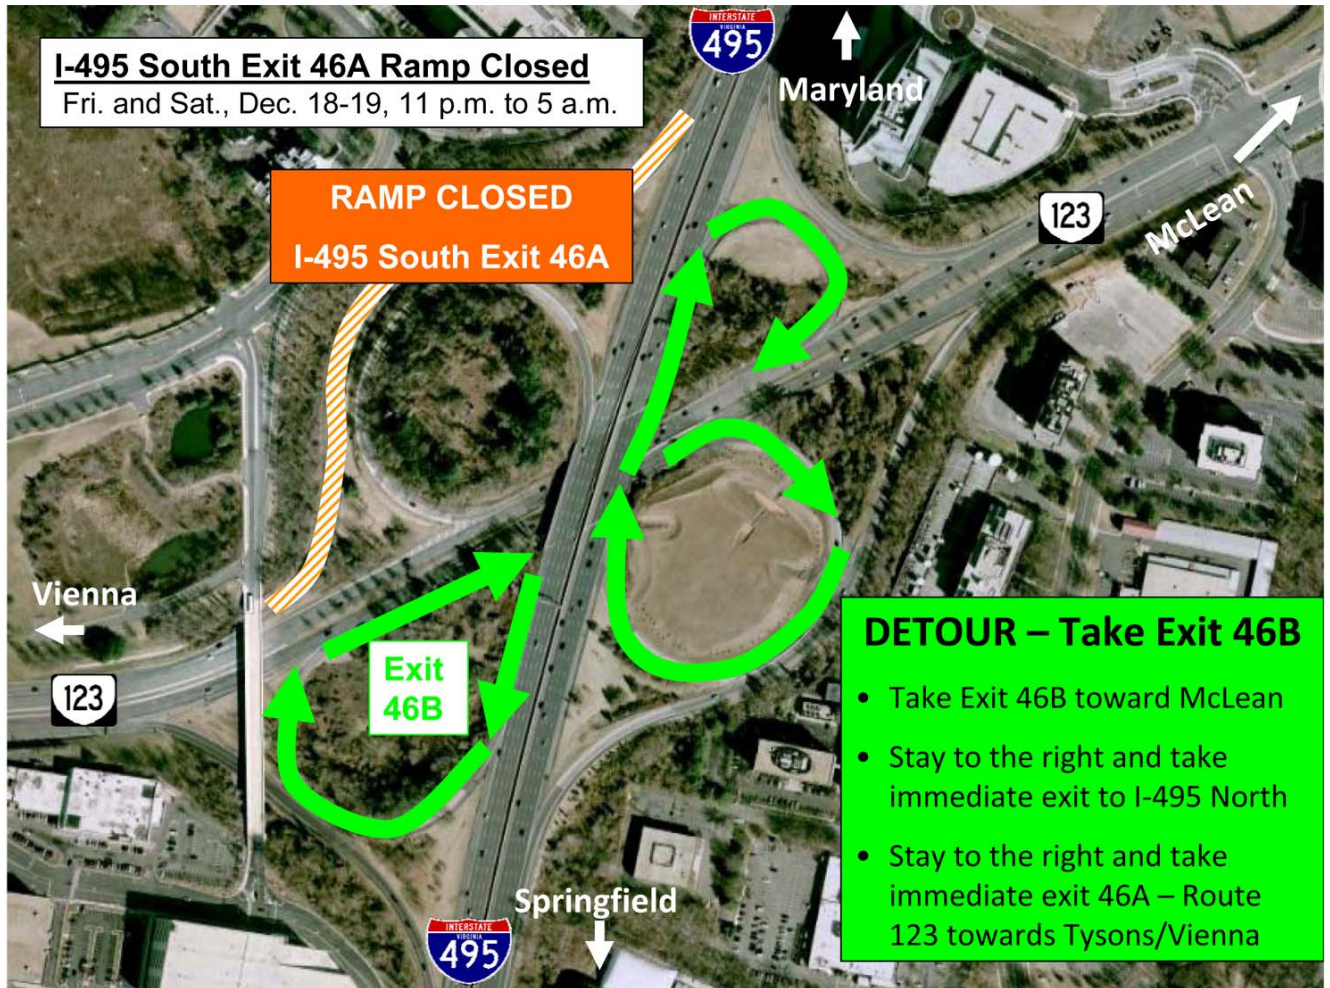 I-495 South Exit 46A Ramp Closed
Fri. and Sat., Dec. 18-19, 11 p.m. to 5 a.m.
INTERSTATE
VIRGINIA
495
Maryland
RAMP CLOSED
I-495 South Exit 46A
123
McLean
Vienna
123
Exit
46B
DETOUR – Take Exit 46B
• Take Exit 46B toward McLean
• Stay to the right and take
immediate exit to I-495 North
• Stay to the right and take
immediate exit 46A – Route
123 towards Tysons/Vienna
Springfield
INTERSTATE
VIRGINIA
495